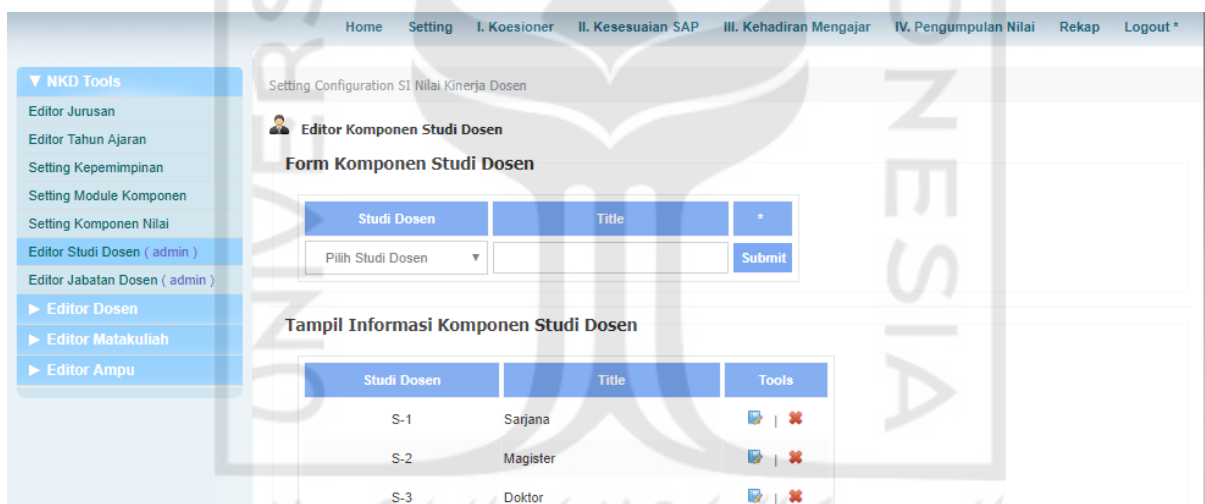 Home Setting I. Koesioner II. Kesesuaian SAP III. Kehadiran Mengajar IV. Pengumpulan Nilai Rekap Logout *
▼ NKD Tools
Editor Jurusan
Editor Tahun Ajaran
Setting Kepemimpinan
Setting Module Komponen
Setting Komponen Nilai
Editor Studi Dosen ( admin )
Editor Jabatan Dosen ( admin )
► Editor Dosen
► Editor Matakuliah
► Editor Ampu
Setting Configuration SI Nilai Kinerja Dosen
Editor Komponen Studi Dosen
Form Komponen Studi Dosen
Studi Dosen Title *
Pilih Studi Dosen ▼ Submit
Tampil Informasi Komponen Studi Dosen
Studi Dosen Title Tools
S-1 Sarjana |
S-2 Magister |
S-3 Doktor |